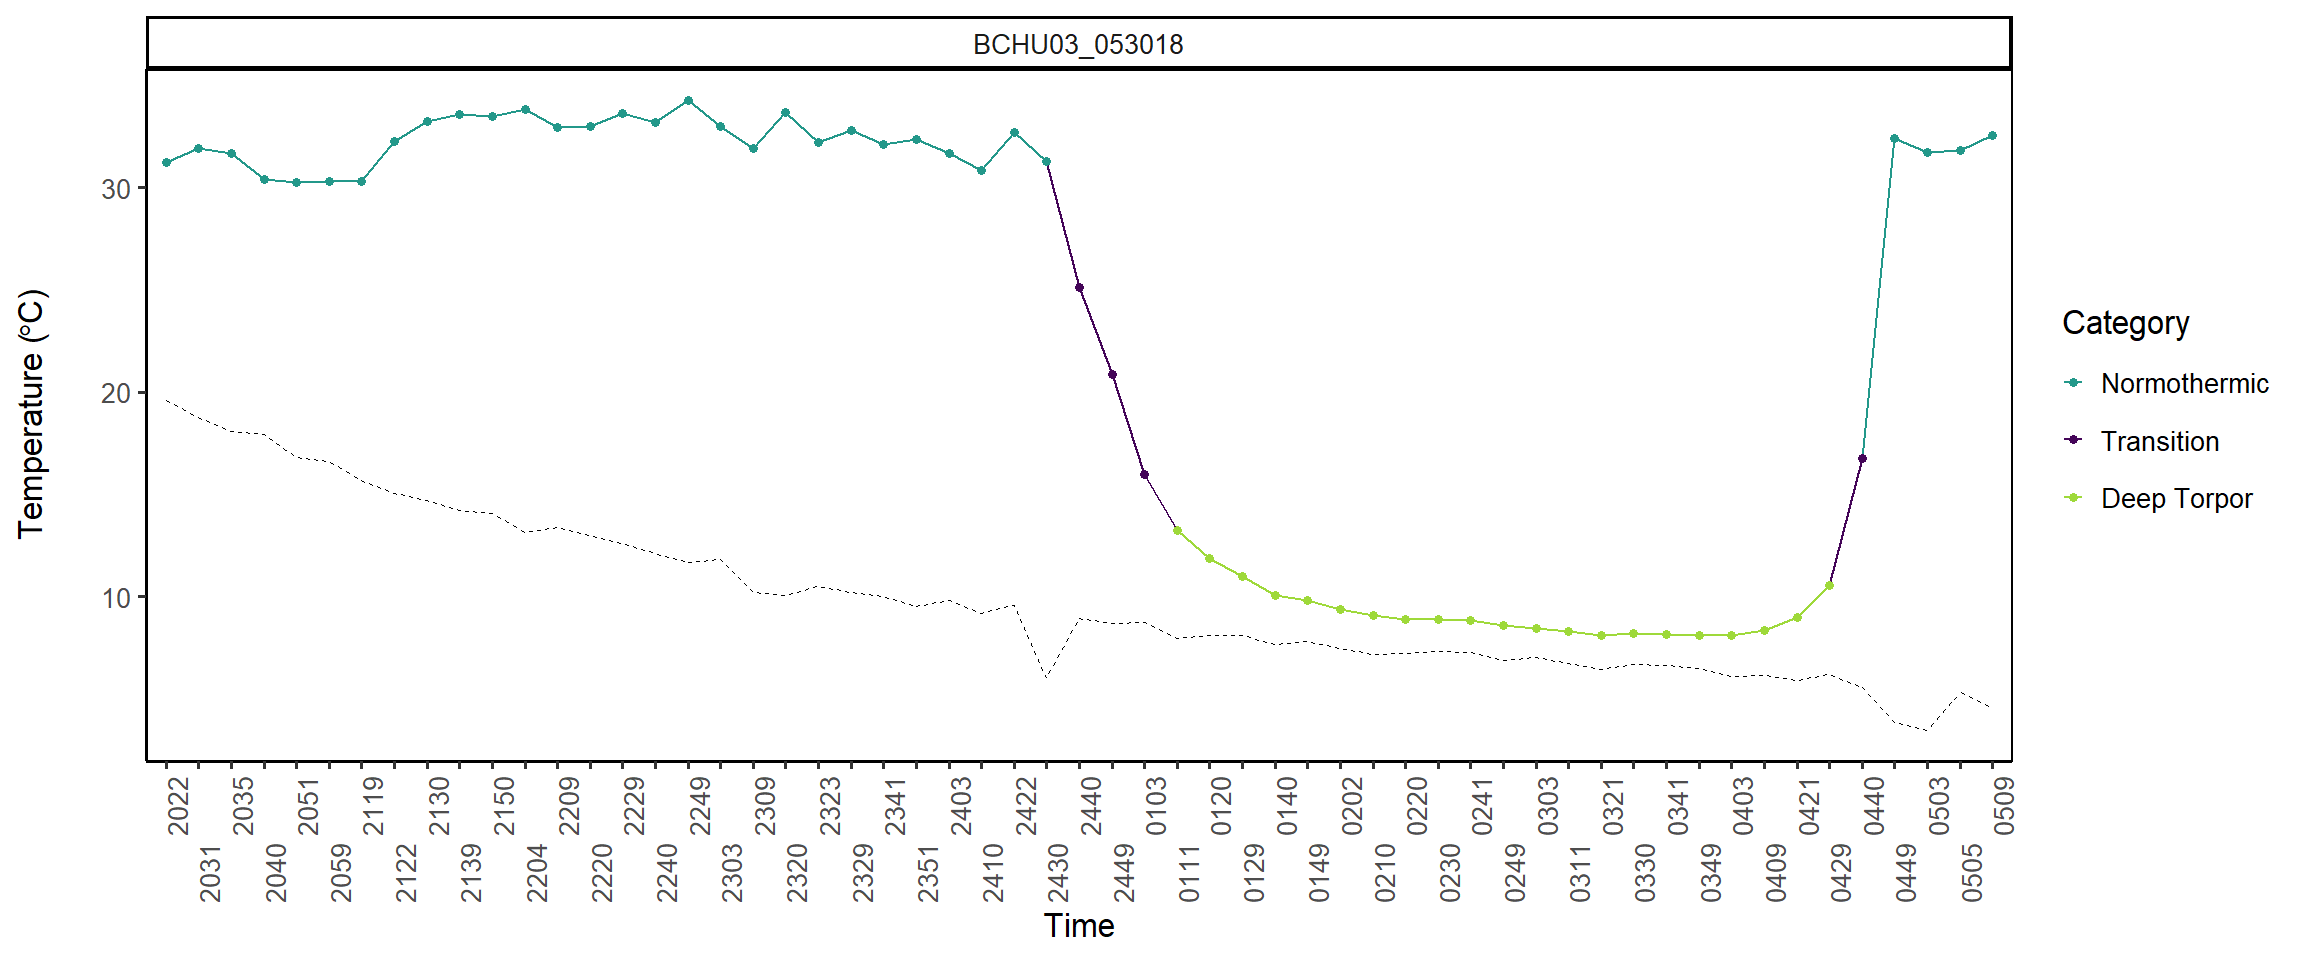 BCHU03_053018
Temperature (°C)
30
20
10
2022 2035 2051 2119 2130 2150 2209 2229 2249 2309 2323 2341 2403 2422 2440 0103 0120 0140 0202 0220 0241 0303 0321 0341 0403 0421 0440 0503 0509
2031 2040 2059 2122 2139 2204 2220 2240 2303 2320 2329 2351 2410 2430 2449 0111 0129 0149 0210 0230 0249 0311 0330 0349 0409 0429 0449 0505
Time
Category
Normothermic
Transition
Deep Torpor